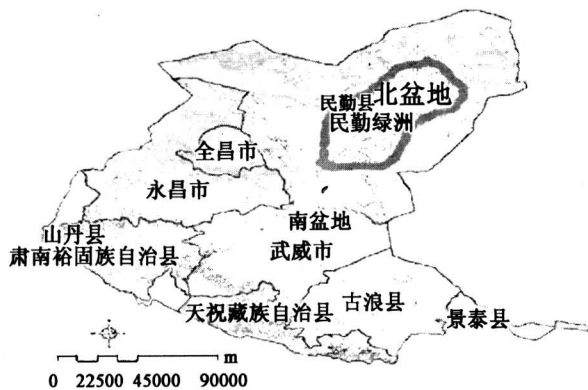 北盆地
民勤县
民勤绿洲
全昌市
永昌市
南盆地
山丹县
武威市
肃南裕固族自治县
天祝藏族自治县
古浪县
景泰县
m
0 22500 45000 90000